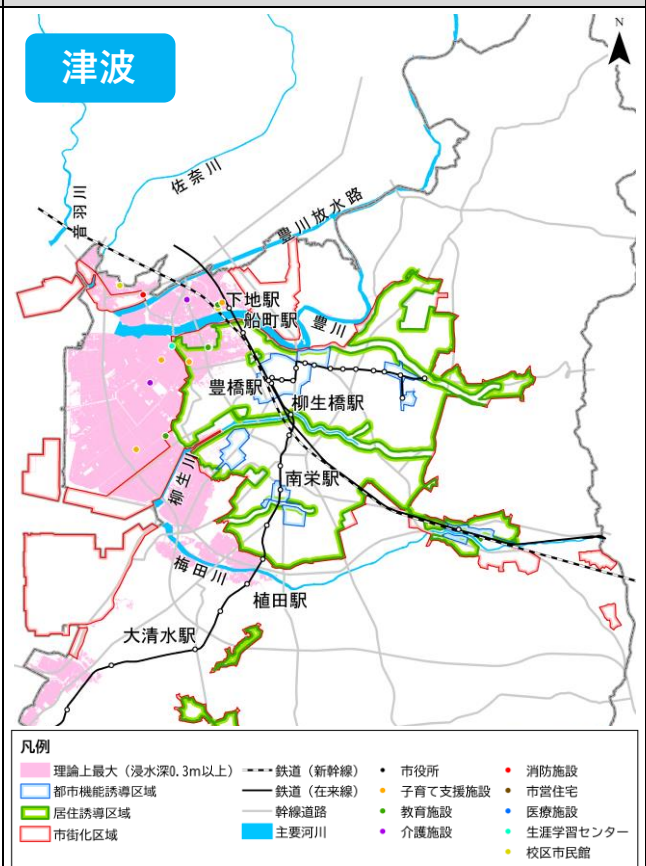 津波
N
佐奈川
音羽川
豊川放水路
下地駅
船町駅
豊川
豊橋駅
柳生橋駅
南栄駅
柳生川
梅田川
植田駅
大清水駅
凡例
理論上最大（浸水深0.3m以上）
都市機能誘導区域
居住誘導区域
市街化区域
鉄道（新幹線）
鉄道（在来線）
幹線道路
主要河川
市役所
子育て支援施設
教育施設
介護施設
消防施設
市営住宅
医療施設
生涯学習センター
校区市民館